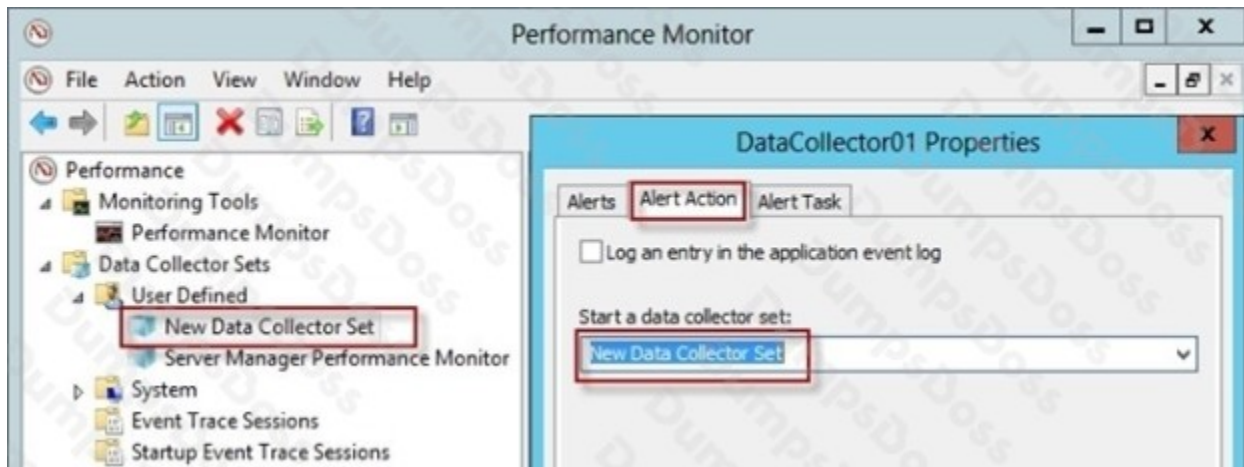 Performance Monitor
File Action View Window Help
Performance
Monitoring Tools
Performance Monitor
Data Collector Sets
User Defined
New Data Collector Set
Server Manager Performance Monitor
System
Event Trace Sessions
Startup Event Trace Sessions
DataCollector01 Properties
Alerts Alert Action Alert Task
Log an entry in the application event log
Start a data collector set:
New Data Collector Set
DumpsDoss